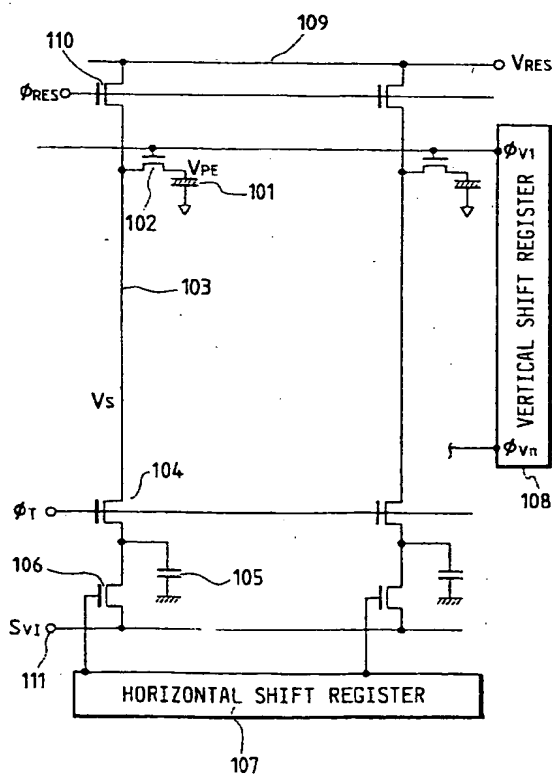 110
109
VRES
φRES
φV1
VPE
101
102
103
VERTICAL SHIFT REGISTER
VS
φVn
104
108
φT
106
105
SVI
111
HORIZONTAL SHIFT REGISTER
107